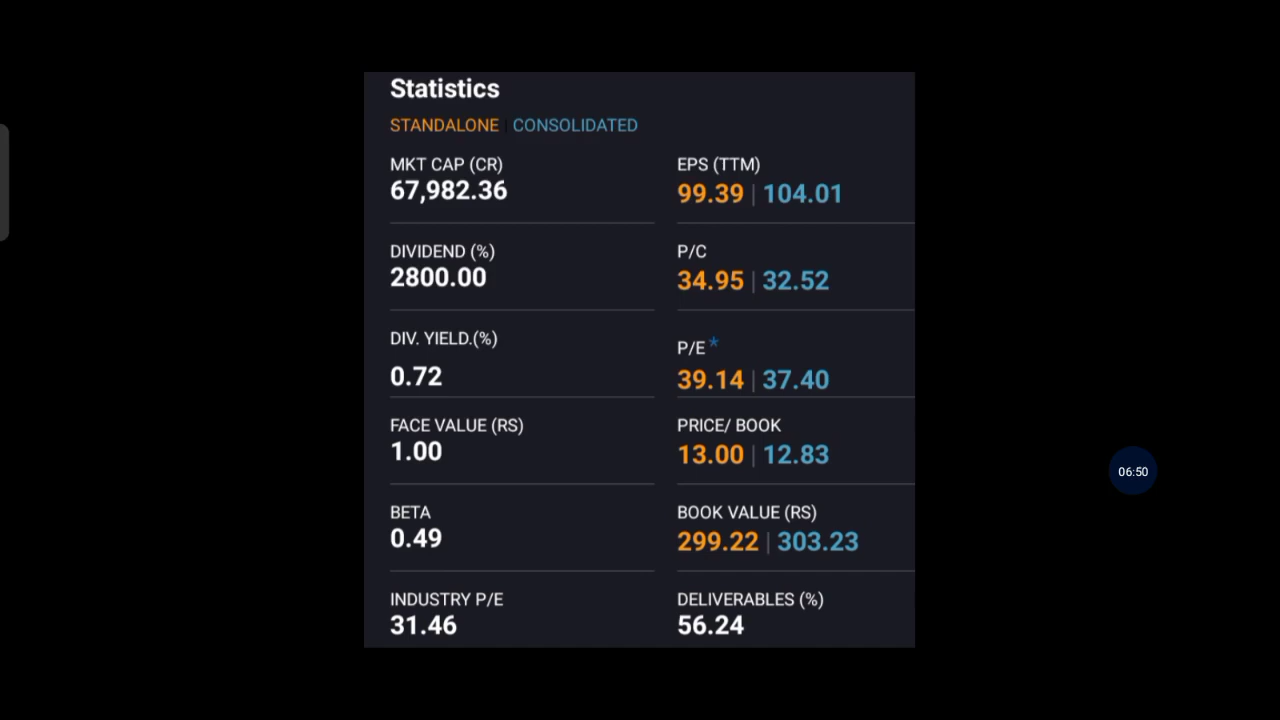 Statistics
STANDALONE | CONSOLIDATED
MKT CAP (CR)
67,982.36
EPS (TTM)
99.39 | 104.01
DIVIDEND (%)
2800.00
P/C
34.95 | 32.52
DIV. YIELD.(%)
0.72
P/E *
39.14 | 37.40
FACE VALUE (RS)
1.00
PRICE/ BOOK
13.00 | 12.83
BETA
0.49
BOOK VALUE (RS)
299.22 | 303.23
INDUSTRY P/E
31.46
DELIVERABLES (%)
56.24
06:50